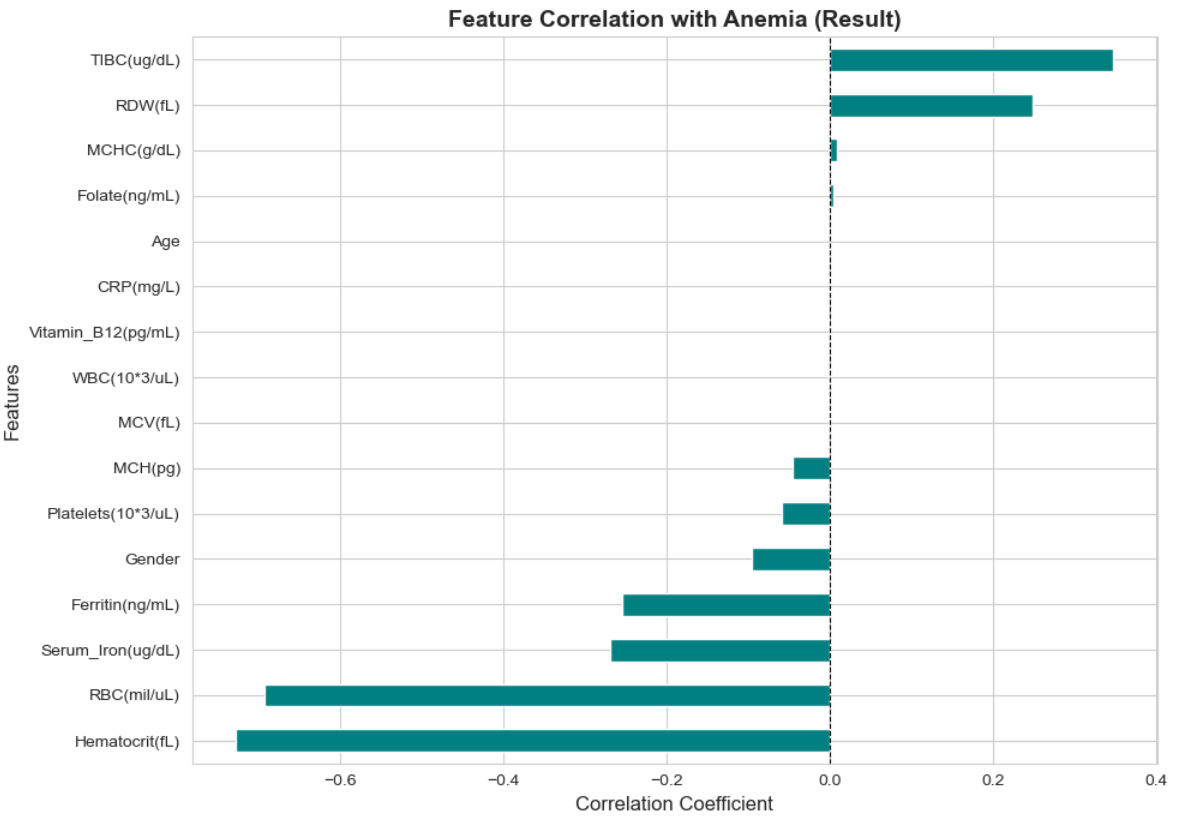 Feature Correlation with Anemia (Result)
TIBC(ug/dL)
RDW(fL)
MCHC(g/dL)
Folate(ng/mL)
Age
CRP(mg/L)
Vitamin_B12(pg/mL)
WBC(10*3/uL)
MCV(fL)
MCH(pg)
Platelets(10*3/uL)
Gender
Ferritin(ng/mL)
Serum_Iron(ug/dL)
RBC(mil/uL)
Hematocrit(fL)
Features
−0.6 −0.4 −0.2 0.0 0.2 0.4
Correlation Coefficient